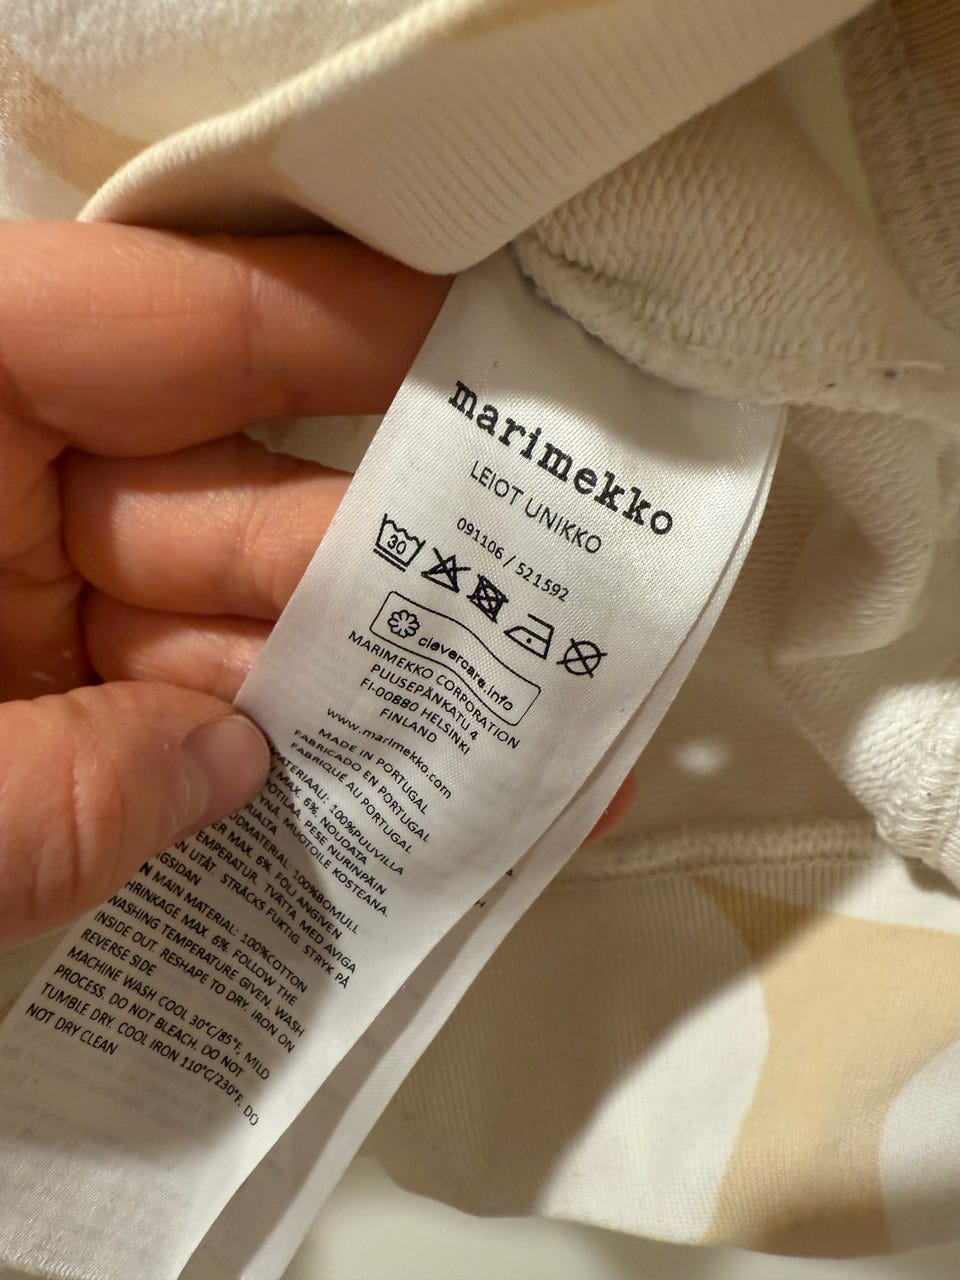 marimekko
LEIOT UNIKKO
091106 / 521592
30
clevercare.info
MARIMEKKO CORPORATION
PUUSEPÄNKATU 4
FI-00880 HELSINKI
FINLAND
www.marimekko.com
MADE IN PORTUGAL
FABRICADO EN PORTUGAL
FABRIQUÉ AU PORTUGAL
MATERIAALI: 100%PUUVILLA
MAX. 6%. NOUDATA
PESE NURINPÄIN
MUOTOILE KOSTEANA.
100%BOMULL
MAX. 6%. FÖLJ ANGIVEN
TEMPERATUR. TVÄTTA MED AVIGA
UTÅT. STRÄCKS FUKTIG. STRYK PÅ
MAIN MATERIAL: 100%COTTON
SHRINKAGE MAX. 6%. FOLLOW THE
WASHING TEMPERATURE GIVEN. WASH
INSIDE OUT. RESHAPE TO DRY. IRON ON
REVERSE SIDE
MACHINE WASH COOL 30°C/85°F, MILD
PROCESS. DO NOT BLEACH. DO NOT
TUMBLE DRY. COOL IRON 110°C/230°F. DO
NOT DRY CLEAN